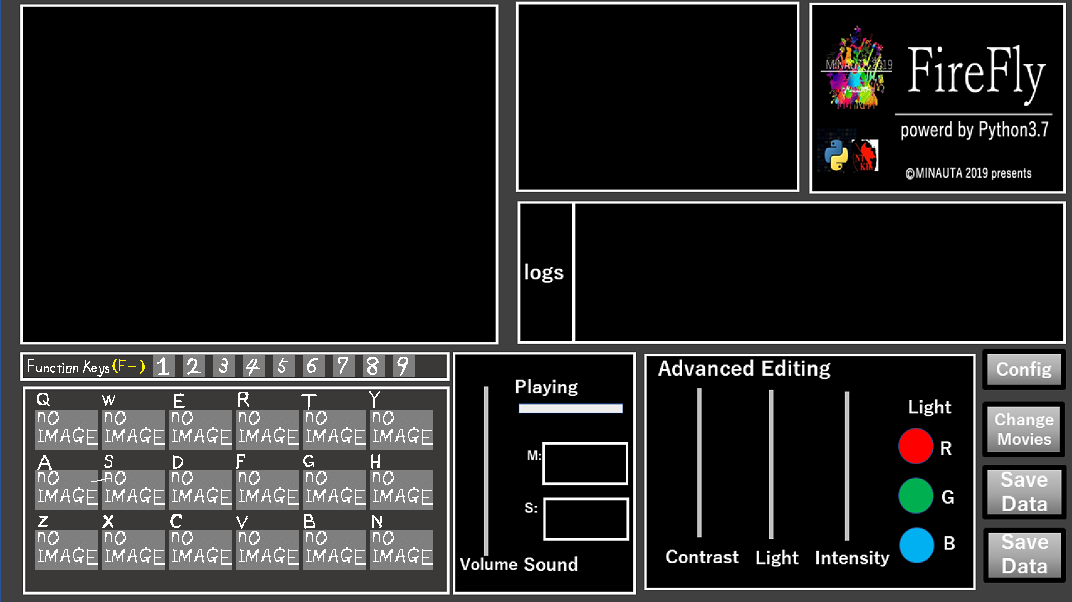 MINAUTA 2019
FireFly
powerd by Python3.7
©MINAUTA 2019 presents
logs
Function Keys(F-) 1 2 3 4 5 6 7 8 9
Q W E R T Y
no no no no no no
IMAGE IMAGE IMAGE IMAGE IMAGE IMAGE
A S D F G H
no no no no no no
IMAGE IMAGE IMAGE IMAGE IMAGE IMAGE
Z X C V B N
no no no no no no
IMAGE IMAGE IMAGE IMAGE IMAGE IMAGE
Playing
M:
S:
Volume Sound
Advanced Editing
Light
R
G
B
Contrast Light Intensity
Config
Change
Movies
Save
Data
Save
Data